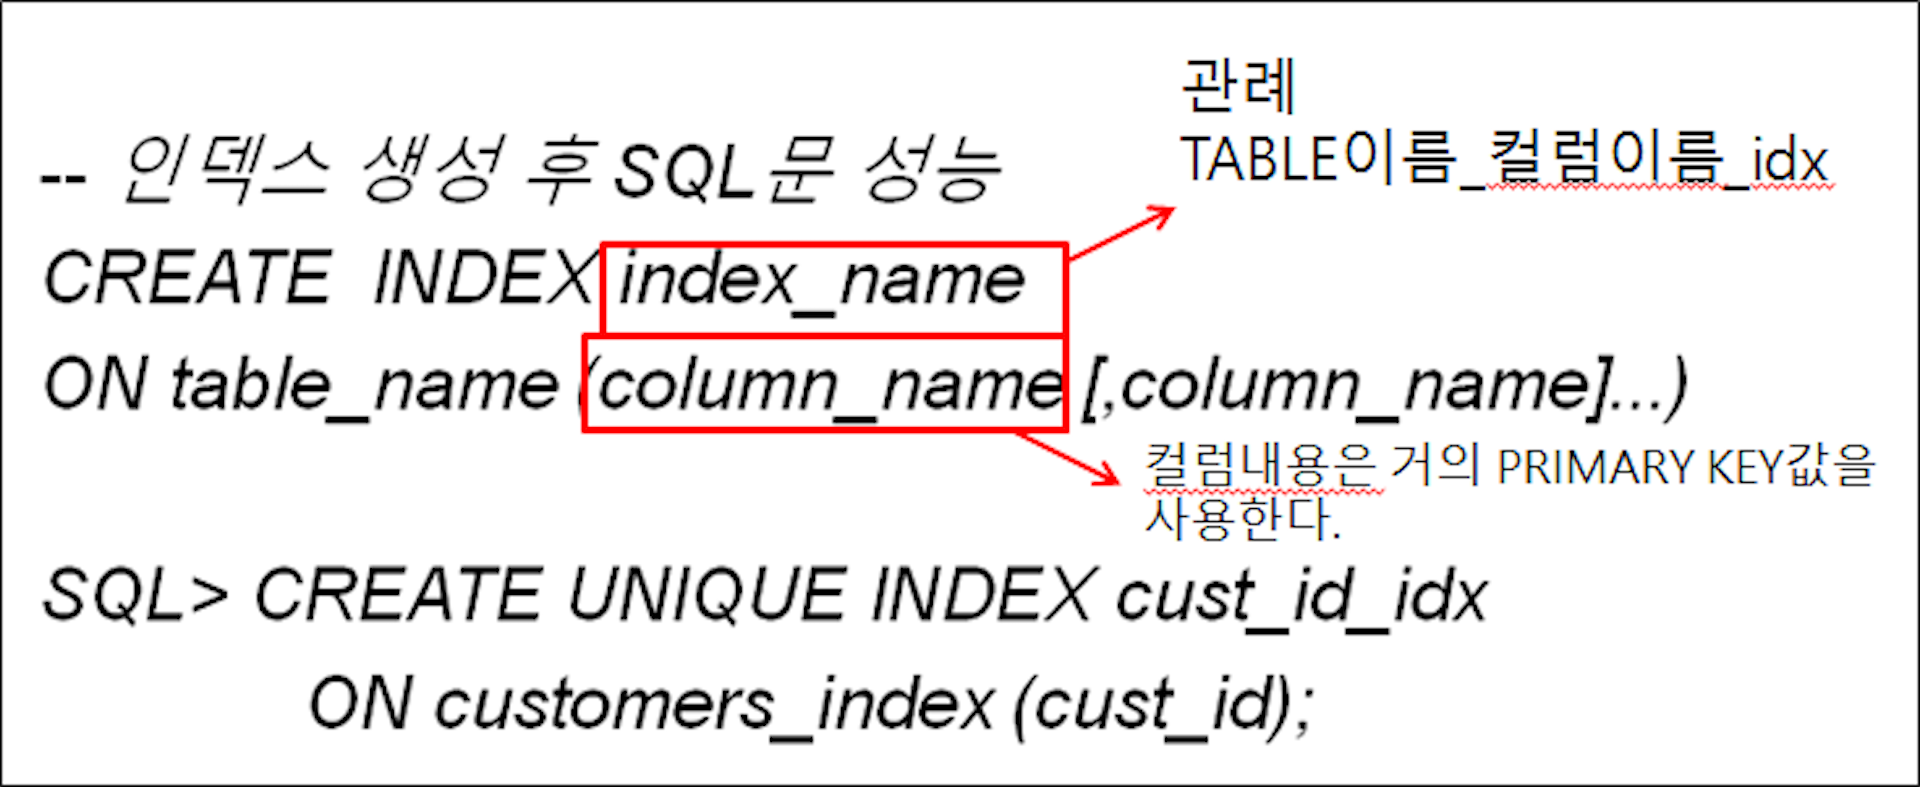 관례
TABLE이름_컬럼이름_idx
-- 인덱스 생성 후 SQL문 성능
CREATE INDEX index_name
ON table_name (column_name [,column_name]...)
컬럼내용은 거의 PRIMARY KEY값을
사용한다.
SQL> CREATE UNIQUE INDEX cust_id_idx
ON customers_index (cust_id);